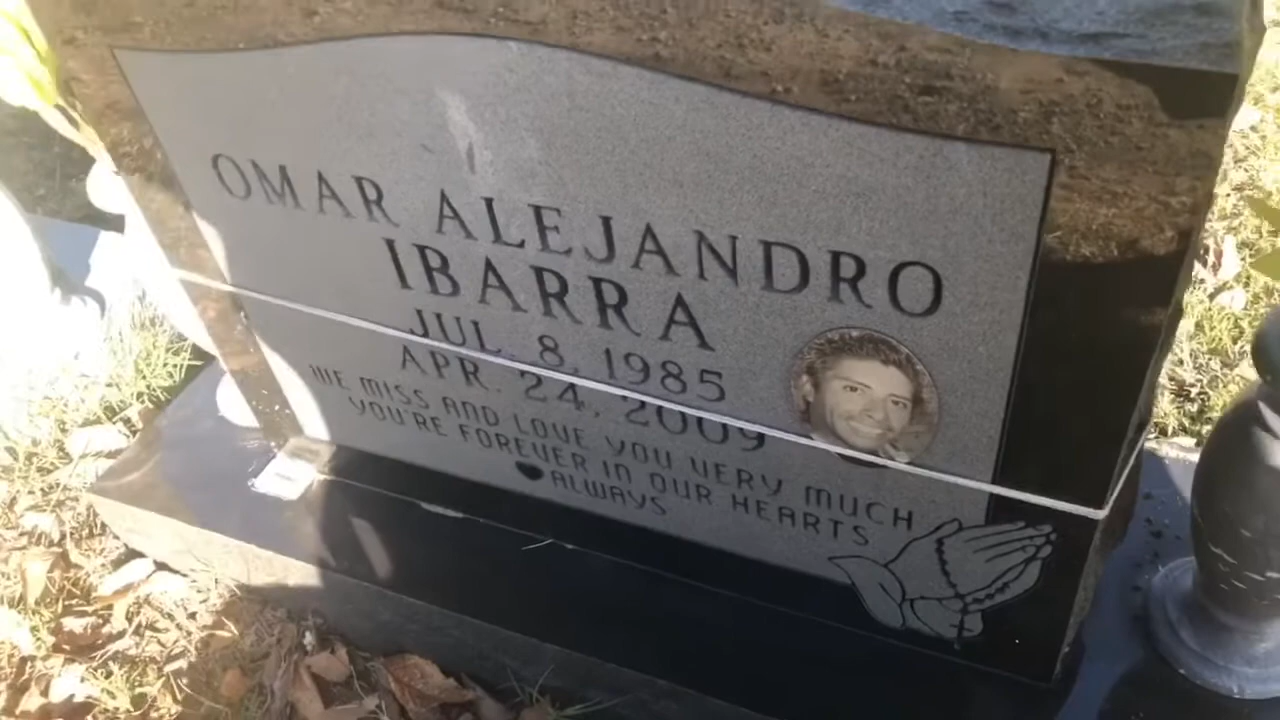 OMAR ALEJANDRO
IBARRA
JUL. 8, 1985
APR. 24, 2009
WE MISS AND LOVE YOU VERY MUCH
YOU'RE FOREVER IN OUR HEARTS
ALWAYS